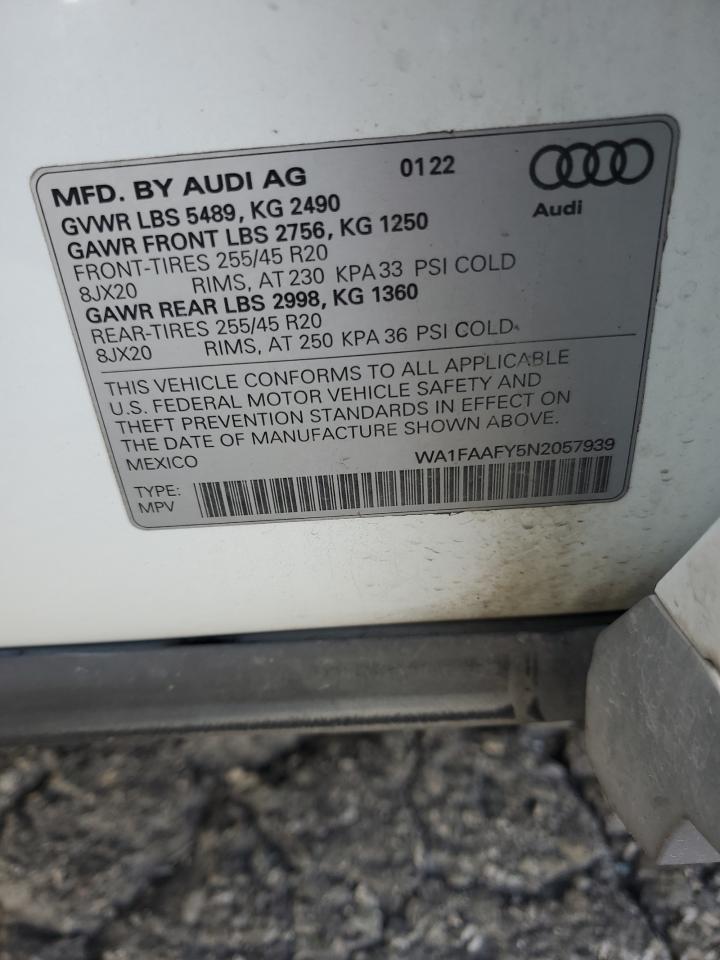 MFD. BY AUDI AG 0122
Audi
GVWR LBS 5489, KG 2490
GAWR FRONT LBS 2756, KG 1250
FRONT-TIRES 255/45 R20
8JX20 RIMS, AT 230 KPA 33 PSI COLD
GAWR REAR LBS 2998, KG 1360
REAR-TIRES 255/45 R20
8JX20 RIMS, AT 250 KPA 36 PSI COLD.
THIS VEHICLE CONFORMS TO ALL APPLICABLE
U.S. FEDERAL MOTOR VEHICLE SAFETY AND
THEFT PREVENTION STANDARDS IN EFFECT ON
THE DATE OF MANUFACTURE SHOWN ABOVE.
MEXICO WA1FAAFY5N2057939
TYPE:
MPV